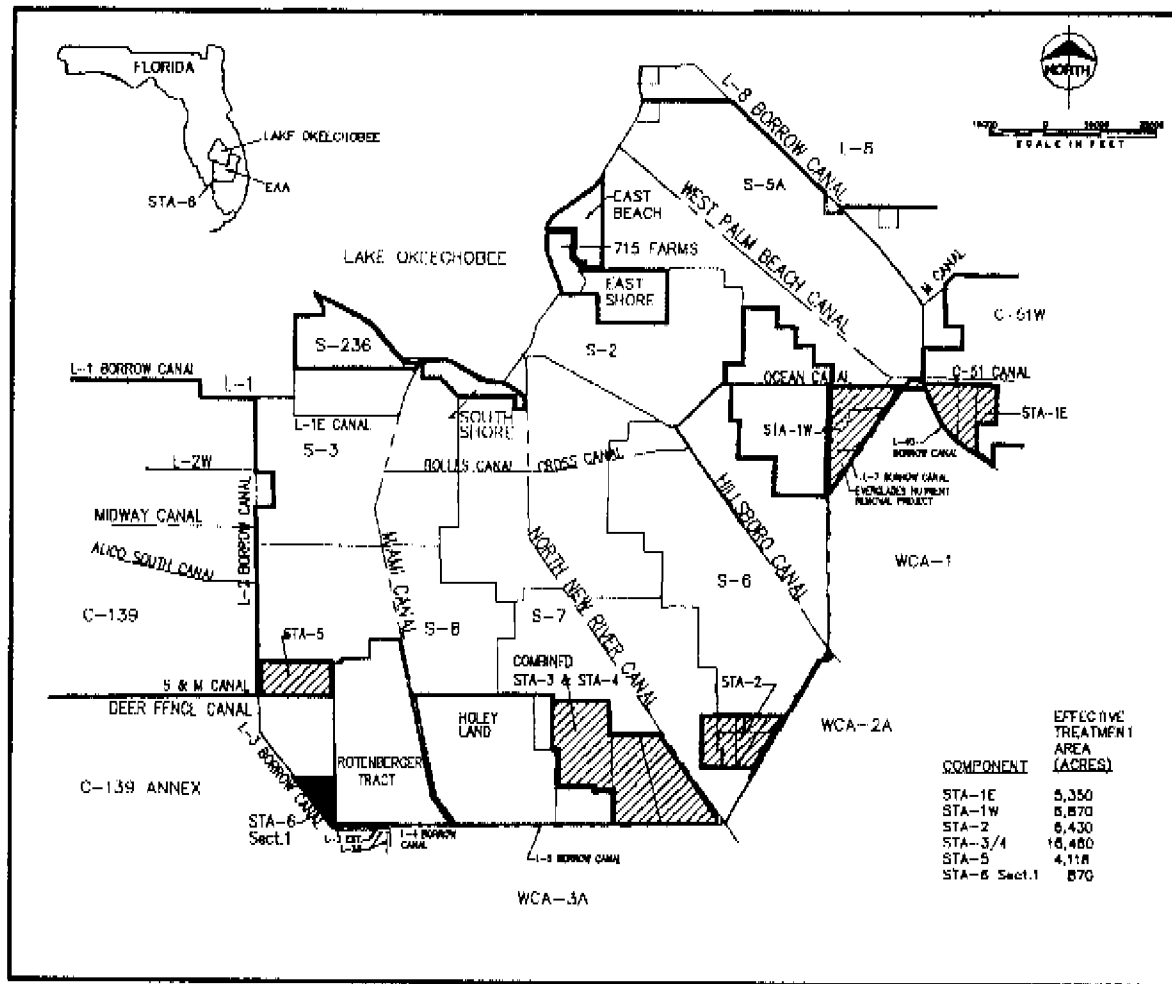 FLORIDA
LAKE OKEECHOBEE
EAA
STA-6
NORTH
SCALE IN FEET
L-8 BORROW CANAL
L-8
S-5A
WEST PALM BEACH CANAL
EAST
BEACH
715 FARMS
LAKE OKEECHOBEE
EAST
SHORE
M CANAL
C-51W
S-236
S-2
L-1 BORROW CANAL
L-1
OCEAN CANAL
C-51 CANAL
STA-1E
SOUTH
SHORE
L-1E CANAL
S-3
STA-1W
L-40
BORROW CANAL
L-2W
BOLLES CANAL
CROSS CANAL
L-7 BORROW CANAL
EVERGLADES NUTRIENT
REMOVAL PROJECT
L-2 BORROW CANAL
MIDWAY CANAL
ALICO SOUTH CANAL
MIAMI CANAL
NORTH NEW RIVER CANAL
HILLSBORO CANAL
WCA-1
S-6
C-139
S-8
S-7
STA-5
COMBINED
STA-3 & STA-4
STA-2
S & M CANAL
DEER FENCE CANAL
HOLEY
LAND
WCA-2A
L-3 BORROW CANAL
ROTENBERGER
TRACT
C-139 ANNEX
STA-6
Sect.1
L-4 BORROW
CANAL
L-5 BORROW CANAL
WCA-3A
EFFECTIVE
TREATMENT
AREA
COMPONENT (ACRES)
STA-1E 5,350
STA-1W 6,670
STA-2 6,430
STA-3/4 16,480
STA-5 4,118
STA-6 Sect.1 870